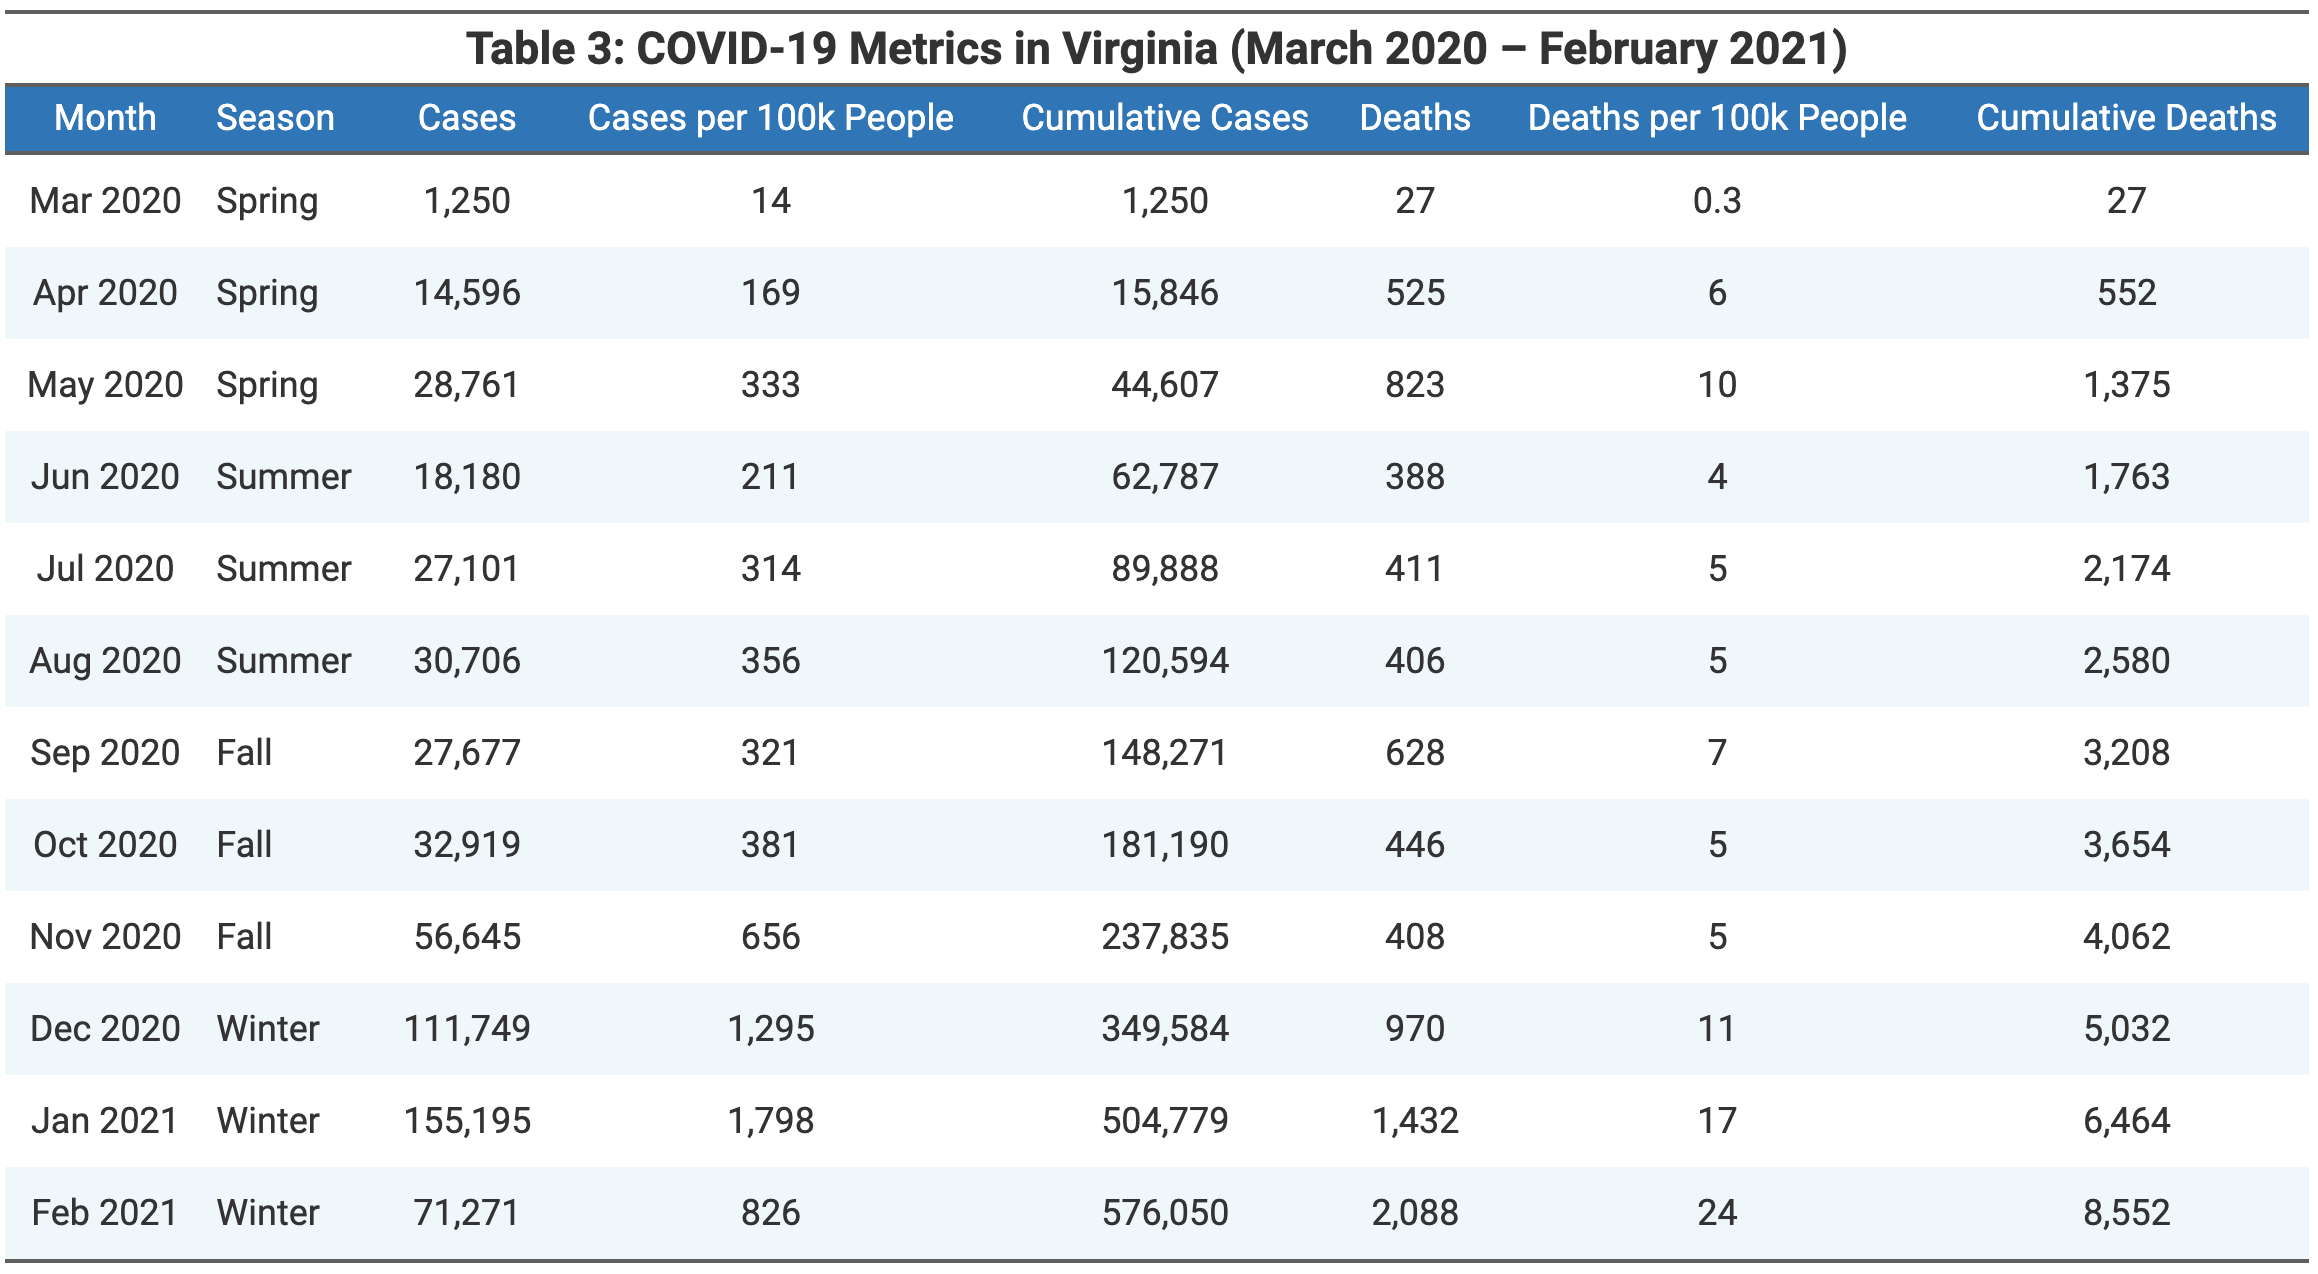 Table 3: COVID-19 Metrics in Virginia (March 2020 – February 2021)
Month Season Cases Cases per 100k People Cumulative Cases Deaths Deaths per 100k People Cumulative Deaths
Mar 2020 Spring 1,250 14 1,250 27 0.3 27
Apr 2020 Spring 14,596 169 15,846 525 6 552
May 2020 Spring 28,761 333 44,607 823 10 1,375
Jun 2020 Summer 18,180 211 62,787 388 4 1,763
Jul 2020 Summer 27,101 314 89,888 411 5 2,174
Aug 2020 Summer 30,706 356 120,594 406 5 2,580
Sep 2020 Fall 27,677 321 148,271 628 7 3,208
Oct 2020 Fall 32,919 381 181,190 446 5 3,654
Nov 2020 Fall 56,645 656 237,835 408 5 4,062
Dec 2020 Winter 111,749 1,295 349,584 970 11 5,032
Jan 2021 Winter 155,195 1,798 504,779 1,432 17 6,464
Feb 2021 Winter 71,271 826 576,050 2,088 24 8,552